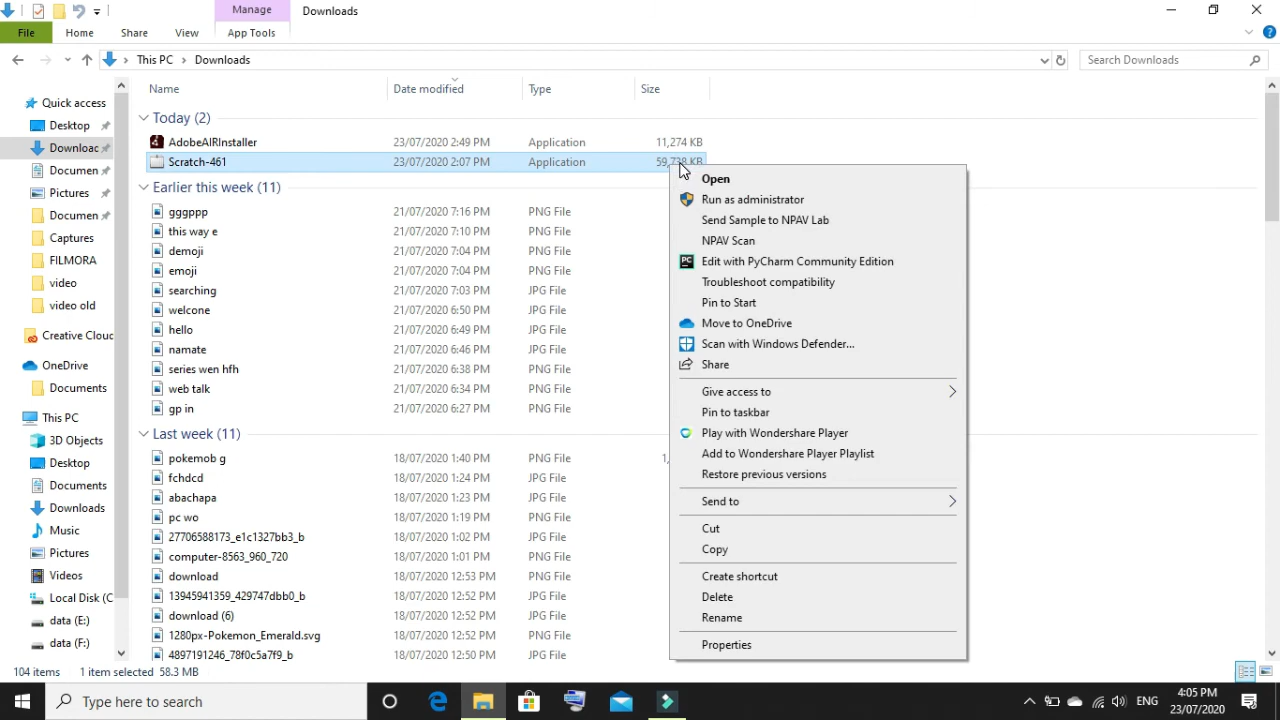 Manage
Downloads
File
Home
Share
View
App Tools
This PC
Downloads
Search Downloads
Name
Date modified
Type
Size
Today (2)
AdobeAIRInstaller 23/07/2020 2:49 PM Application 11,274 KB
Scratch-461 23/07/2020 2:07 PM Application 59,738 KB
Earlier this week (11)
gggppp 21/07/2020 7:16 PM PNG File
this way e 21/07/2020 7:10 PM PNG File
demoji 21/07/2020 7:04 PM PNG File
emoji 21/07/2020 7:04 PM PNG File
searching 21/07/2020 7:03 PM JPG File
welcone 21/07/2020 6:50 PM PNG File
hello 21/07/2020 6:49 PM PNG File
namate 21/07/2020 6:46 PM PNG File
series wen hfh 21/07/2020 6:38 PM PNG File
web talk 21/07/2020 6:34 PM PNG File
gp in 21/07/2020 6:27 PM PNG File
Last week (11)
pokemob g 18/07/2020 1:40 PM PNG File 1,
fchdcd 18/07/2020 1:24 PM JPG File
abachapa 18/07/2020 1:23 PM JPG File
pc wo 18/07/2020 1:19 PM PNG File
27706588173_e1c1327bb3_b 18/07/2020 1:02 PM JPG File
computer-8563_960_720 18/07/2020 1:01 PM PNG File
download 18/07/2020 12:53 PM PNG File
13945941359_429747dbb0_b 18/07/2020 12:52 PM JPG File
download (6) 18/07/2020 12:52 PM JPG File
1280px-Pokemon_Emerald.svg 18/07/2020 12:52 PM PNG File
4897191246_78f0c5a7f9_b 18/07/2020 12:50 PM JPG File
Quick access
Desktop
Downloac
Documen
Pictures
Documen
Captures
FILMORA
video
video old
Creative Clouc
OneDrive
Documents
This PC
3D Objects
Desktop
Documents
Downloads
Music
Pictures
Videos
Local Disk (C
data (E:)
data (F:)
Open
Run as administrator
Send Sample to NPAV Lab
NPAV Scan
Edit with PyCharm Community Edition
Troubleshoot compatibility
Pin to Start
Move to OneDrive
Scan with Windows Defender...
Share
Give access to
Pin to taskbar
Play with Wondershare Player
Add to Wondershare Player Playlist
Restore previous versions
Send to
Cut
Copy
Create shortcut
Delete
Rename
Properties
104 items 1 item selected 58.3 MB
Type here to search
ENG
4:05 PM
23/07/2020